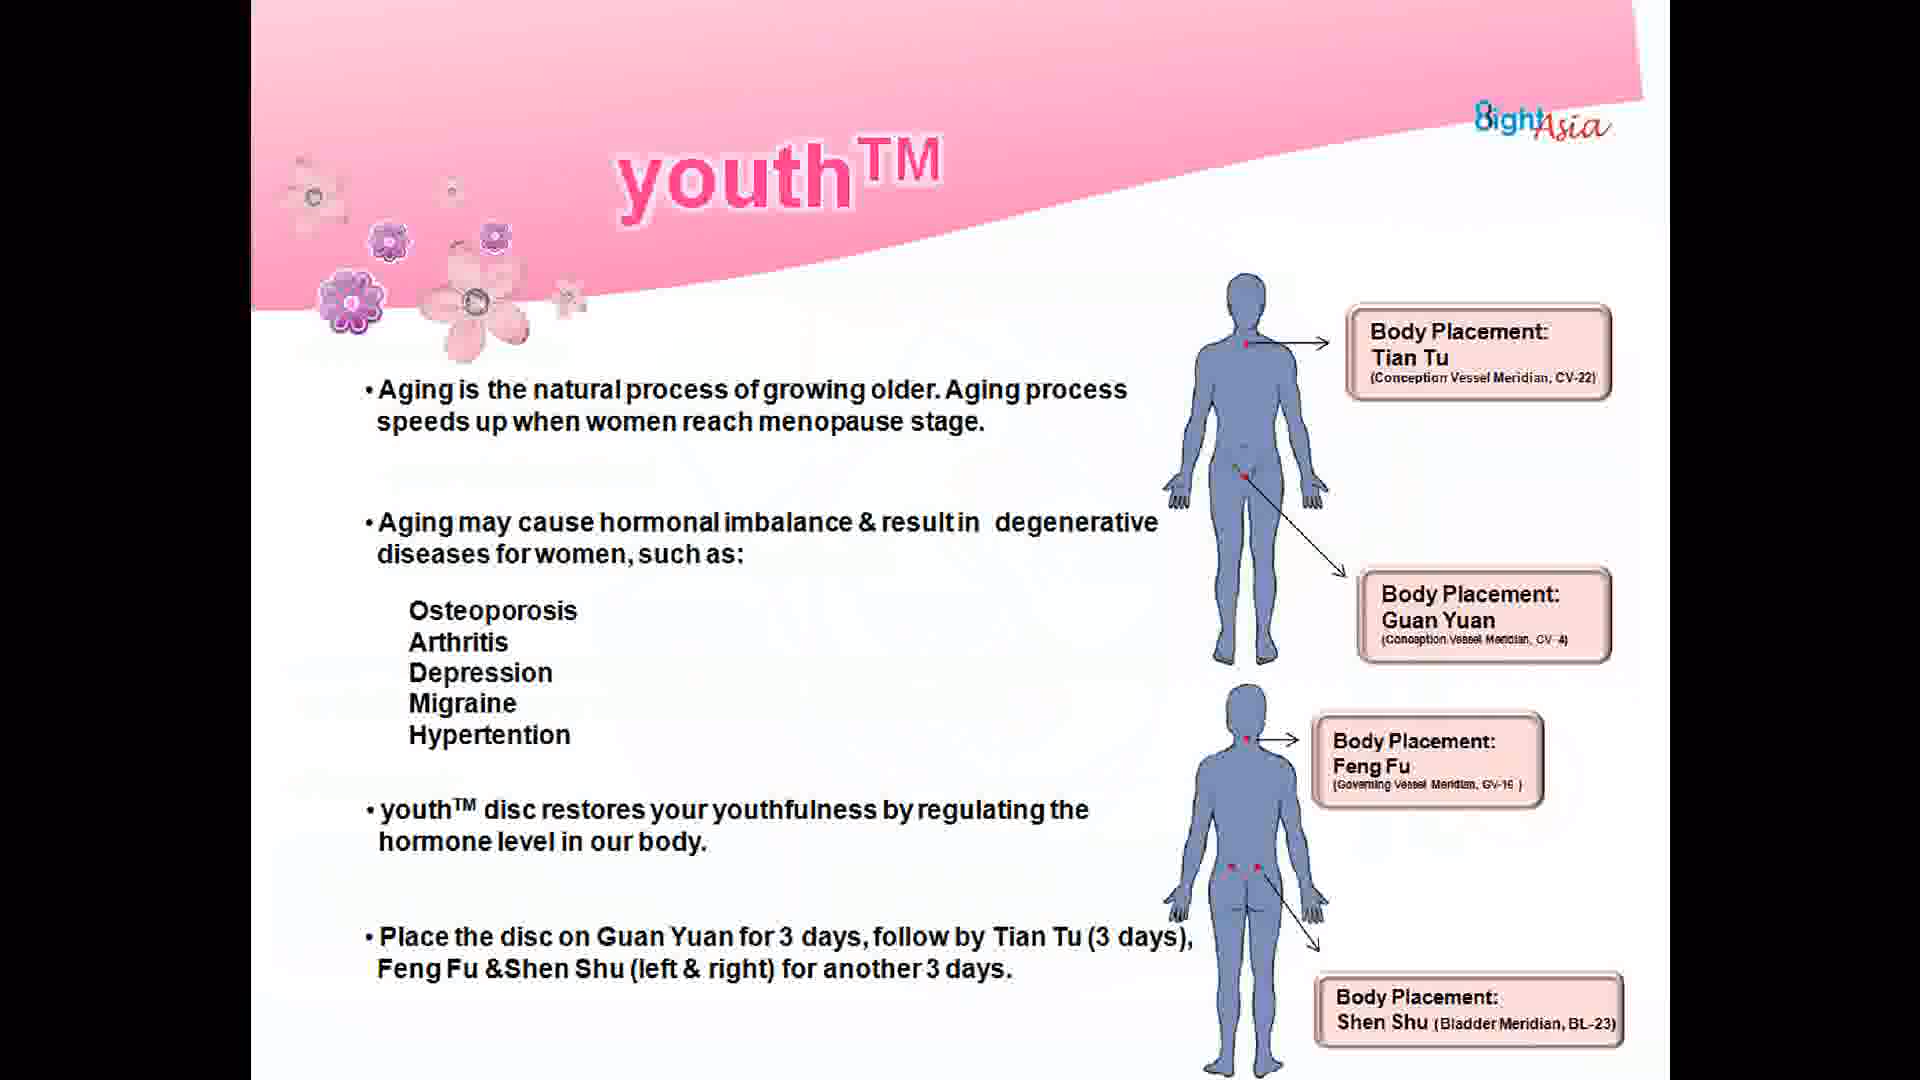 8ight Asia
youth™
• Aging is the natural process of growing older. Aging process
speeds up when women reach menopause stage.
• Aging may cause hormonal imbalance & result in degenerative
diseases for women, such as:
Osteoporosis
Arthritis
Depression
Migraine
Hypertention
• youth™ disc restores your youthfulness by regulating the
hormone level in our body.
• Place the disc on Guan Yuan for 3 days, follow by Tian Tu (3 days),
Feng Fu &Shen Shu (left & right) for another 3 days.
Body Placement:
Tian Tu
(Conception Vessel Meridian, CV-22)
Body Placement:
Guan Yuan
(Conception Vessel Meridian, CV- 4)
Body Placement:
Feng Fu
(Governing Vessel Meridian, GV-16 )
Body Placement:
Shen Shu (Bladder Meridian, BL-23)